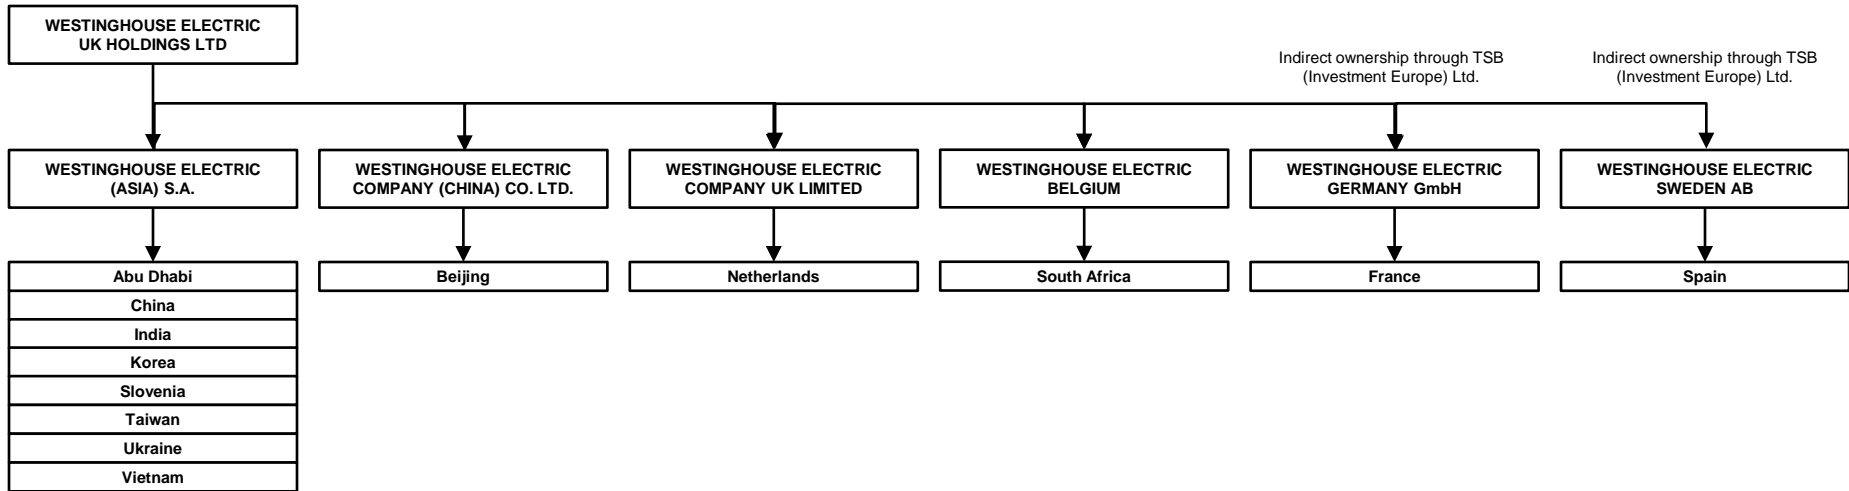 WESTINGHOUSE ELECTRIC
UK HOLDINGS LTD
Indirect ownership through TSB
(Investment Europe) Ltd.
Indirect ownership through TSB
(Investment Europe) Ltd.
WESTINGHOUSE ELECTRIC
(ASIA) S.A.
WESTINGHOUSE ELECTRIC
COMPANY (CHINA) CO. LTD.
WESTINGHOUSE ELECTRIC
COMPANY UK LIMITED
WESTINGHOUSE ELECTRIC
BELGIUM
WESTINGHOUSE ELECTRIC
GERMANY GmbH
WESTINGHOUSE ELECTRIC
SWEDEN AB
Abu Dhabi
Beijing
Netherlands
South Africa
France
Spain
China
India
Korea
Slovenia
Taiwan
Ukraine
Vietnam